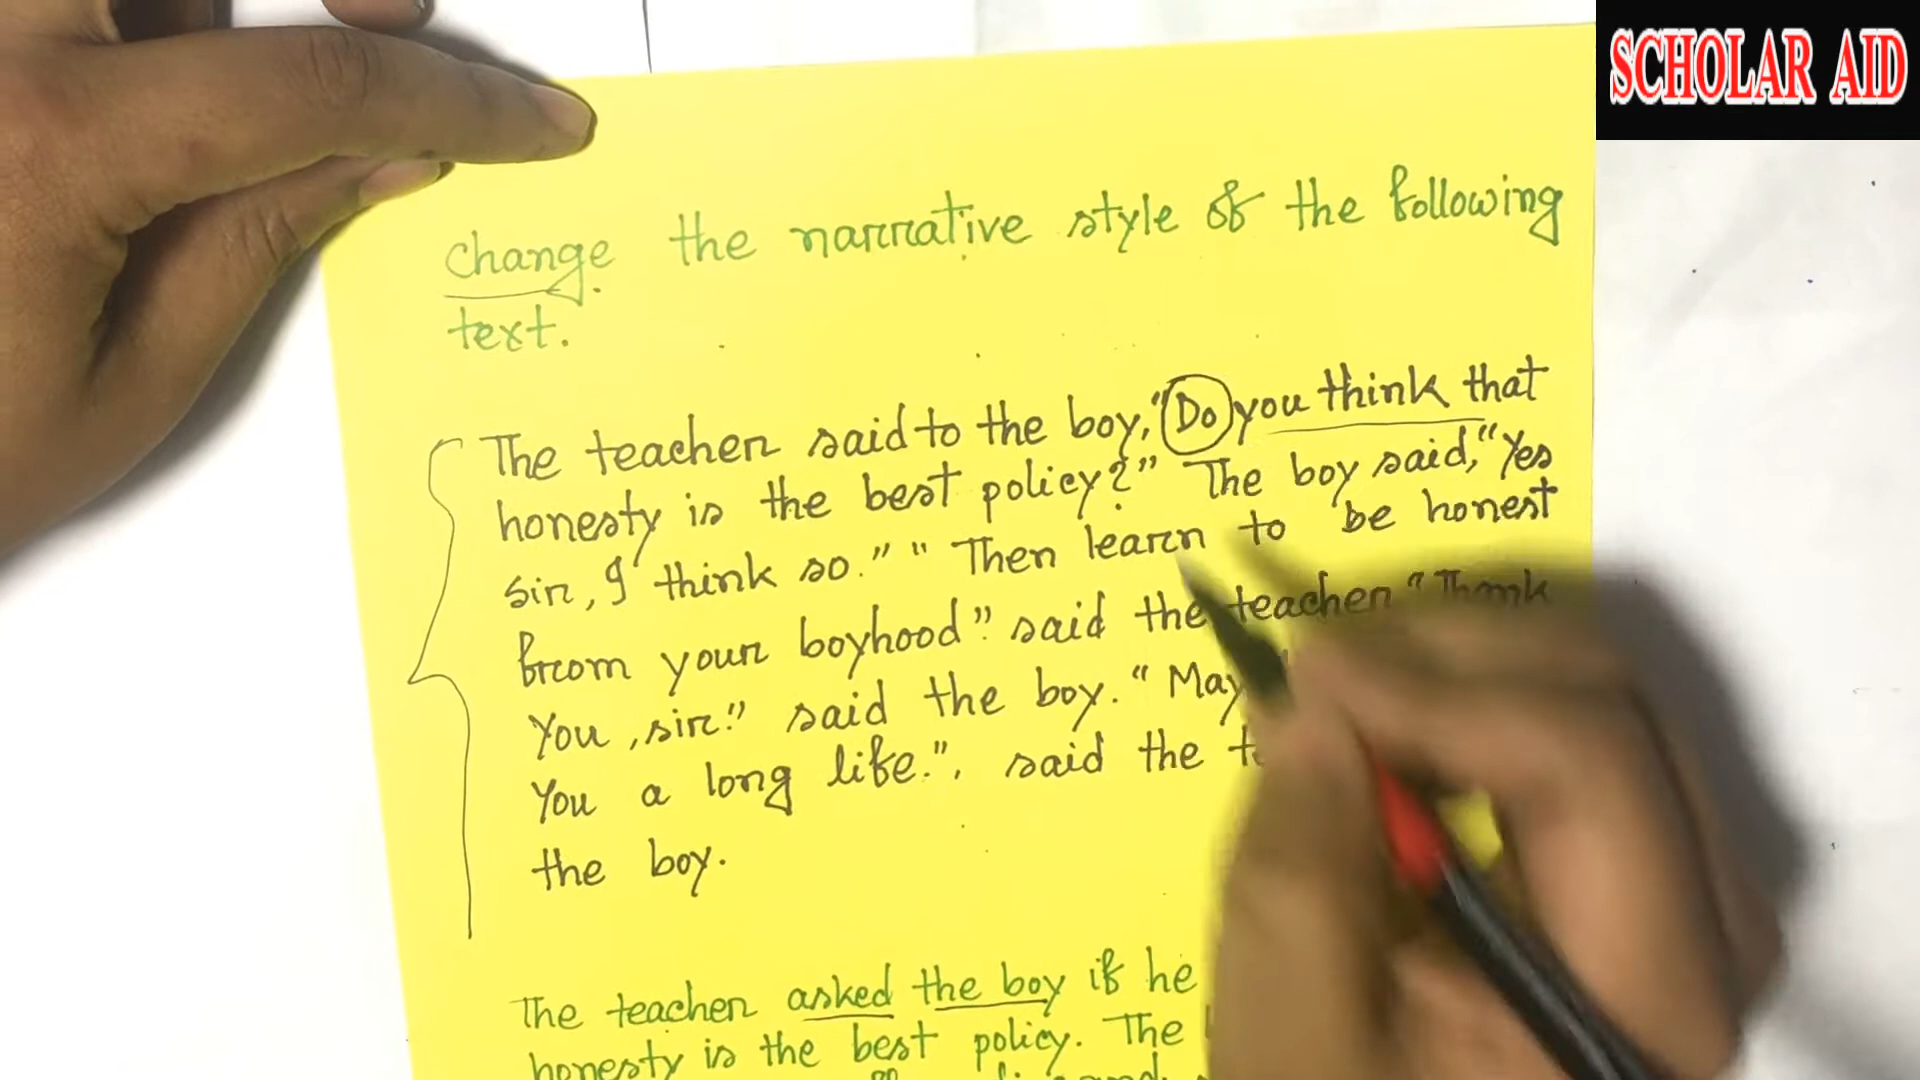 SCHOLAR AID
Change the narrative style of the following
text.
The teacher said to the boy, "Do you think that
honesty is the best policy?" The boy said, "Yes
sir, I think so." "Then learn to be honest
from your boyhood". said the teacher. "Thank
You, sir." said the boy. "May
You a long life.", said the
the boy.
The teacher asked the boy if he
honesty is the best policy. The